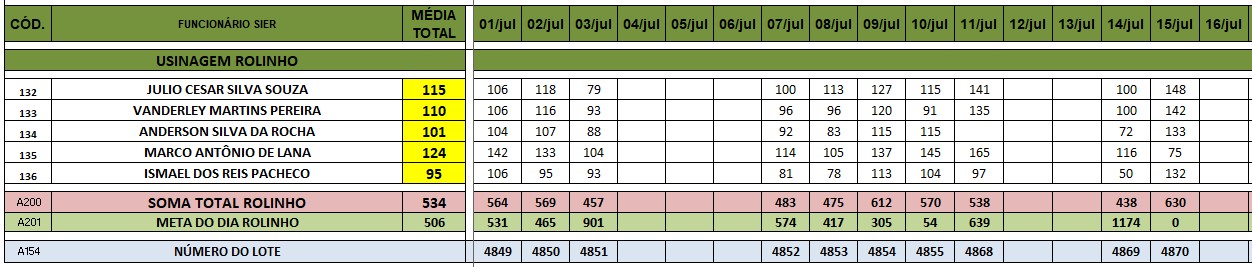 CÓD. FUNCIONÁRIO SIER MÉDIA TOTAL 01/jul 02/jul 03/jul 04/jul 05/jul 06/jul 07/jul 08/jul 09/jul 10/jul 11/jul 12/jul 13/jul 14/jul 15/jul 16/jul
USINAGEM ROLINHO
132 JULIO CESAR SILVA SOUZA 115 106 118 79 100 113 127 115 141 100 148
133 VANDERLEY MARTINS PEREIRA 110 106 116 93 96 96 120 91 135 100 142
134 ANDERSON SILVA DA ROCHA 101 104 107 88 92 83 115 115 72 133
135 MARCO ANTÔNIO DE LANA 124 142 133 104 114 105 137 145 165 116 75
136 ISMAEL DOS REIS PACHECO 95 106 95 93 81 78 113 104 97 50 132
A200 SOMA TOTAL ROLINHO 534 564 569 457 483 475 612 570 538 438 630
A201 META DO DIA ROLINHO 506 531 465 901 574 417 305 54 639 1174 0
A154 NÚMERO DO LOTE 4849 4850 4851 4852 4853 4854 4855 4868 4869 4870